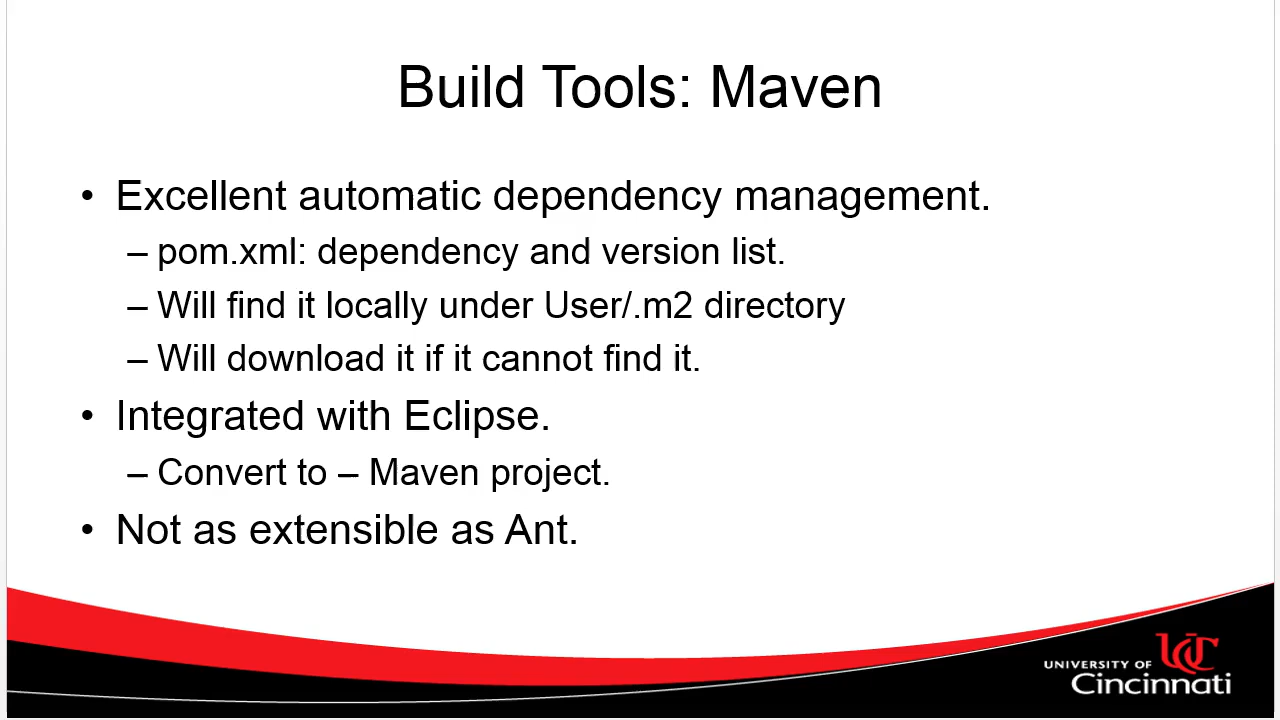 Build Tools: Maven
• Excellent automatic dependency management.
– pom.xml: dependency and version list.
– Will find it locally under User/.m2 directory
– Will download it if it cannot find it.
• Integrated with Eclipse.
– Convert to – Maven project.
• Not as extensible as Ant.
UNIVERSITY OF UC
Cincinnati